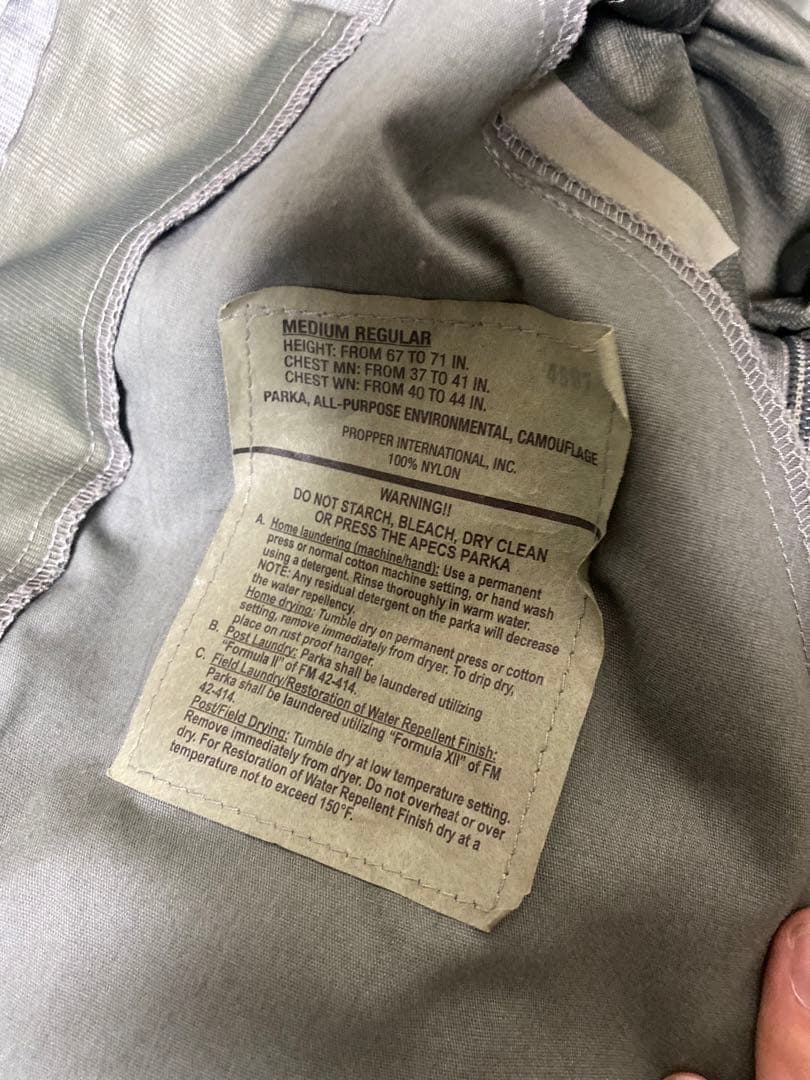 MEDIUM REGULAR
HEIGHT: FROM 67 TO 71 IN.
CHEST MN: FROM 37 TO 41 IN.
CHEST WN: FROM 40 TO 44 IN.
PARKA, ALL-PURPOSE ENVIRONMENTAL, CAMOUFLAGE
PROPPER INTERNATIONAL, INC.
100% NYLON
WARNING!!
DO NOT STARCH, BLEACH, DRY CLEAN
OR PRESS THE APECS PARKA
A. Home laundering (machine/hand): Use a permanent
press or normal cotton machine setting, or hand wash
using a detergent. Rinse thoroughly in warm water.
NOTE: Any residual detergent on the parka will decrease
the water repellency.
Home drying: Tumble dry on permanent press or cotton
setting, remove immediately from dryer. To drip dry,
place on rust proof hanger.
B. Post Laundry: Parka shall be laundered utilizing
"Formula II" of FM 42-414.
C. Field Laundry/Restoration of Water Repellent Finish:
Parka shall be laundered utilizing "Formula XII" of FM
42-414.
Post/Field Drying: Tumble dry at low temperature setting.
Remove immediately from dryer. Do not overheat or over
dry. For Restoration of Water Repellent Finish dry at a
temperature not to exceed 150°F.